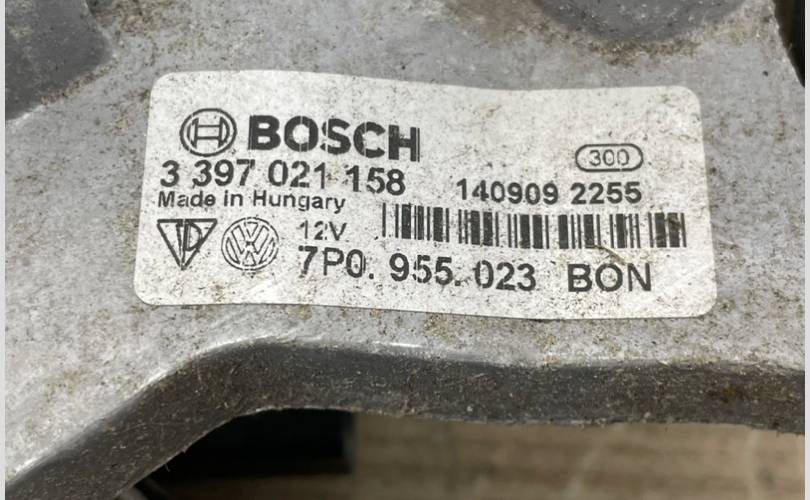 BOSCH
300
3 397 021 158 140909 2255
Made in Hungary
12V
7P0. 955. 023 BON